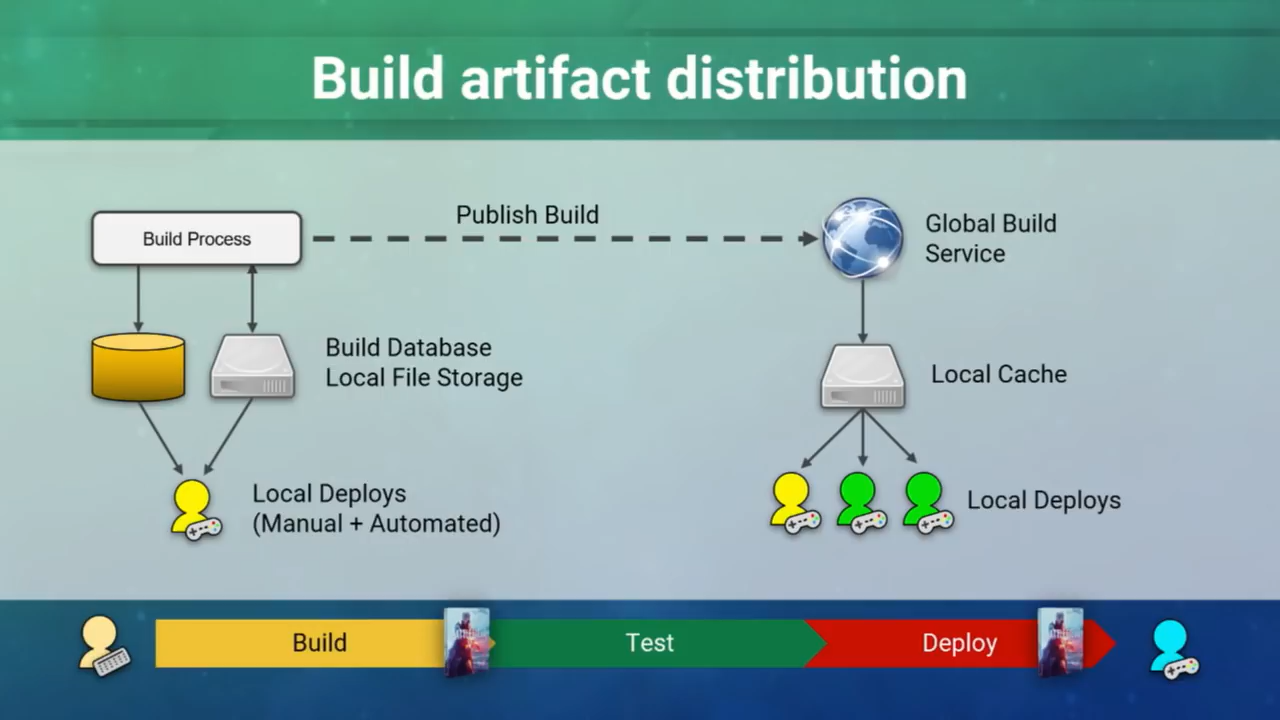 Build artifact distribution
Publish Build
Build Process
Global Build
Service
Build Database
Local File Storage
Local Cache
Local Deploys
(Manual + Automated)
Local Deploys
Build
Test
Deploy